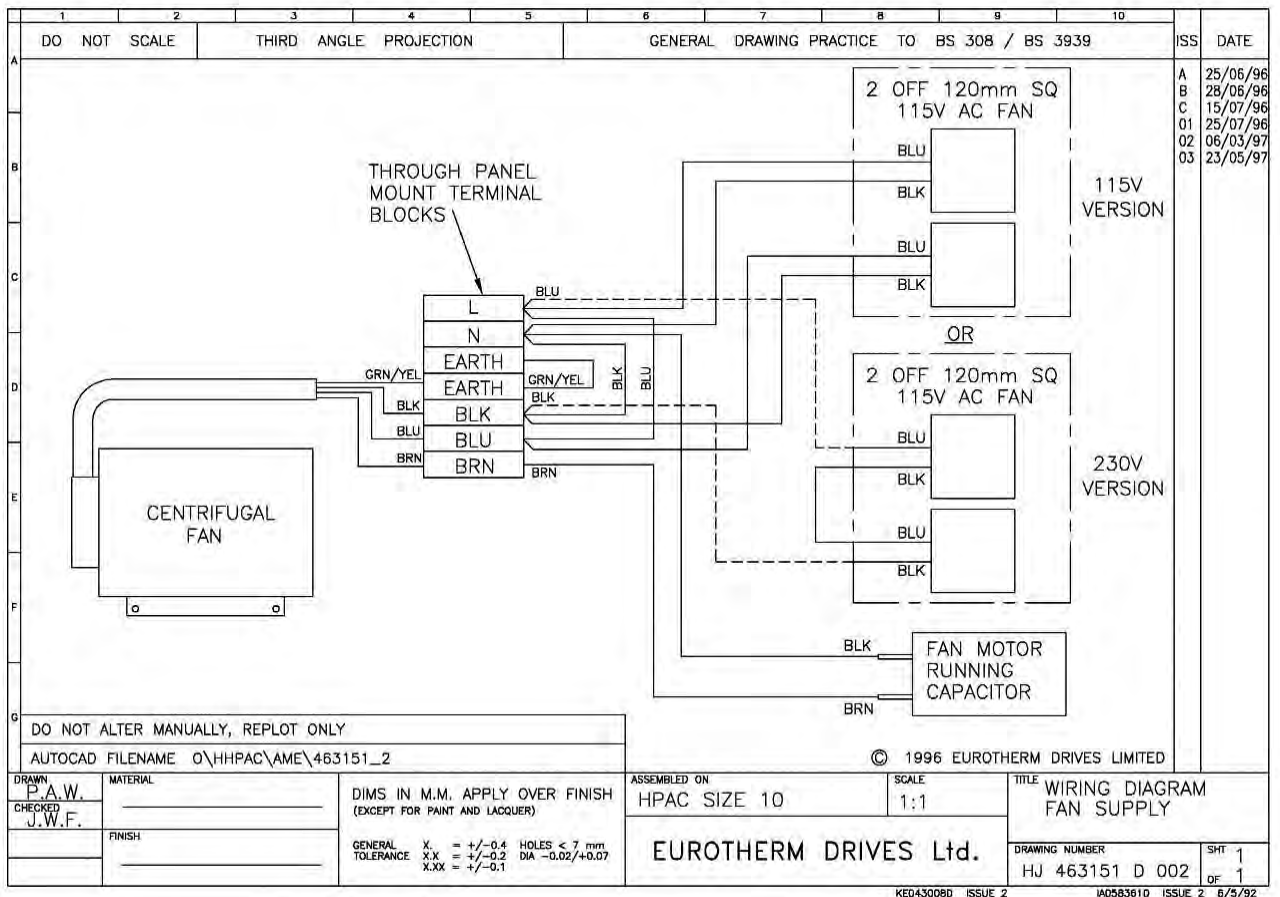 1 2 3 4 5 6 7 8 9 10
DO NOT SCALE THIRD ANGLE PROJECTION GENERAL DRAWING PRACTICE TO BS 308 / BS 3939 ISS DATE
A
A 25/06/96
B 28/06/96
C 15/07/96
01 25/07/96
02 06/03/97
03 23/05/97
2 OFF 120mm SQ
115V AC FAN
BLU
BLK
BLU
BLK
115V
VERSION
B
THROUGH PANEL
MOUNT TERMINAL
BLOCKS
C
BLU
L
N
EARTH
EARTH
BLK
BLU
BRN
OR
D
GRN/YEL
BLK
BLU
BRN
GRN/YEL
BLK
BLK
BLU
BRN
2 OFF 120mm SQ
115V AC FAN
BLU
BLK
BLU
BLK
230V
VERSION
E
CENTRIFUGAL
FAN
F
BLK
BRN
FAN MOTOR
RUNNING
CAPACITOR
G
DO NOT ALTER MANUALLY, REPLOT ONLY
AUTOCAD FILENAME O\HHPAC\AME\463151_2
© 1996 EUROTHERM DRIVES LIMITED
DRAWN
P.A.W.
CHECKED
J.W.F.
MATERIAL
FINISH
DIMS IN M.M. APPLY OVER FINISH
(EXCEPT FOR PAINT AND LACQUER)
GENERAL X. = +/-0.4 HOLES < 7 mm
TOLERANCE X.X = +/-0.2 DIA -0.02/+0.07
X.XX = +/-0.1
ASSEMBLED ON
HPAC SIZE 10
SCALE
1:1
TITLE WIRING DIAGRAM
FAN SUPPLY
EUROTHERM DRIVES Ltd.
DRAWING NUMBER
HJ 463151 D 002
SHT 1
OF 1
KE043008D ISSUE 2
IA058361D ISSUE 2 6/5/92